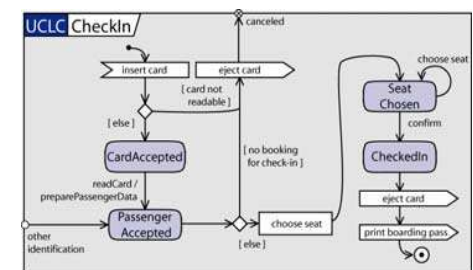 UCLC CheckIn
canceled
insert card
eject card
[ card not
readable ]
[ else ]
CardAccepted
readCard /
preparePassengerData
Passenger
Accepted
other
identification
[ no booking
for check-in ]
[ else ]
choose seat
choose seat
Seat
Chosen
confirm
CheckedIn
eject card
print boarding pass